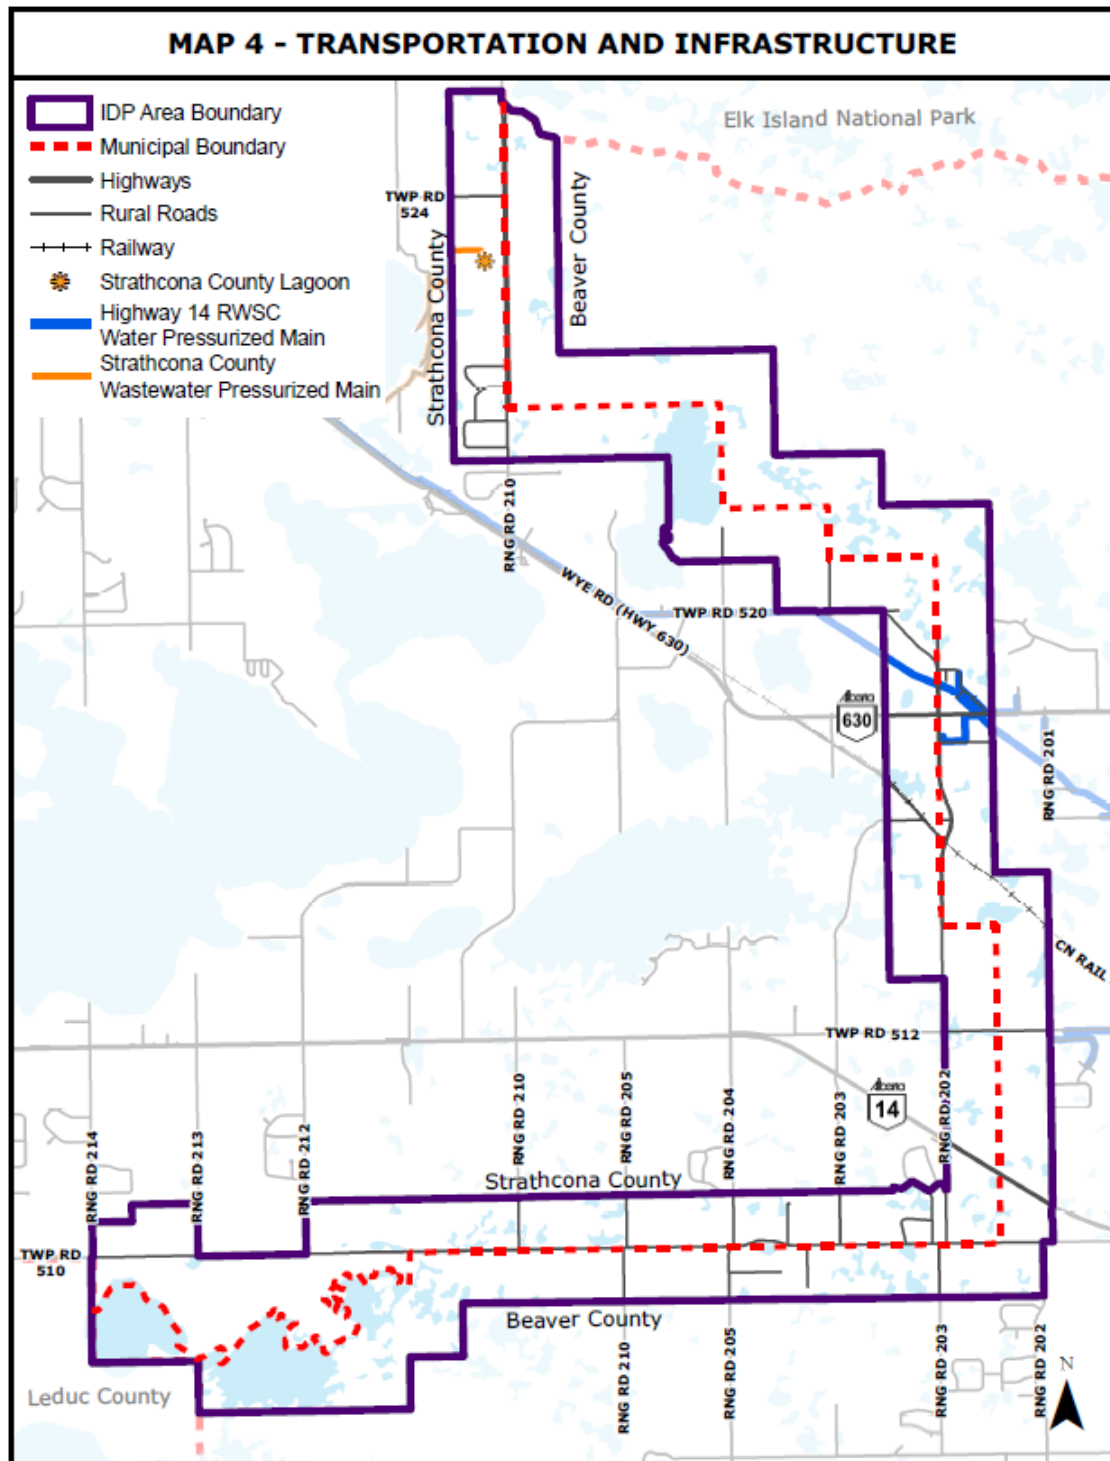 MAP 4 - TRANSPORTATION AND INFRASTRUCTURE
IDP Area Boundary
Municipal Boundary
Highways
Rural Roads
Railway
Strathcona County Lagoon
Highway 14 RWSC
Water Pressurized Main
Strathcona County
Wastewater Pressurized Main
Elk Island National Park
TWP RD
524
Strathcona County
Beaver County
RNG RD 210
WYE RD (HWY 630)
TWP RD 520
Alberta
630
RNG RD 201
CN RAIL
TWP RD 512
Alberta
14
RNG RD 214
RNG RD 213
RNG RD 212
RNG RD 210
RNG RD 205
RNG RD 204
RNG RD 203
RNG RD 202
Strathcona County
TWP RD
510
Beaver County
RNG RD 210
RNG RD 205
RNG RD 203
RNG RD 202
Leduc County
N